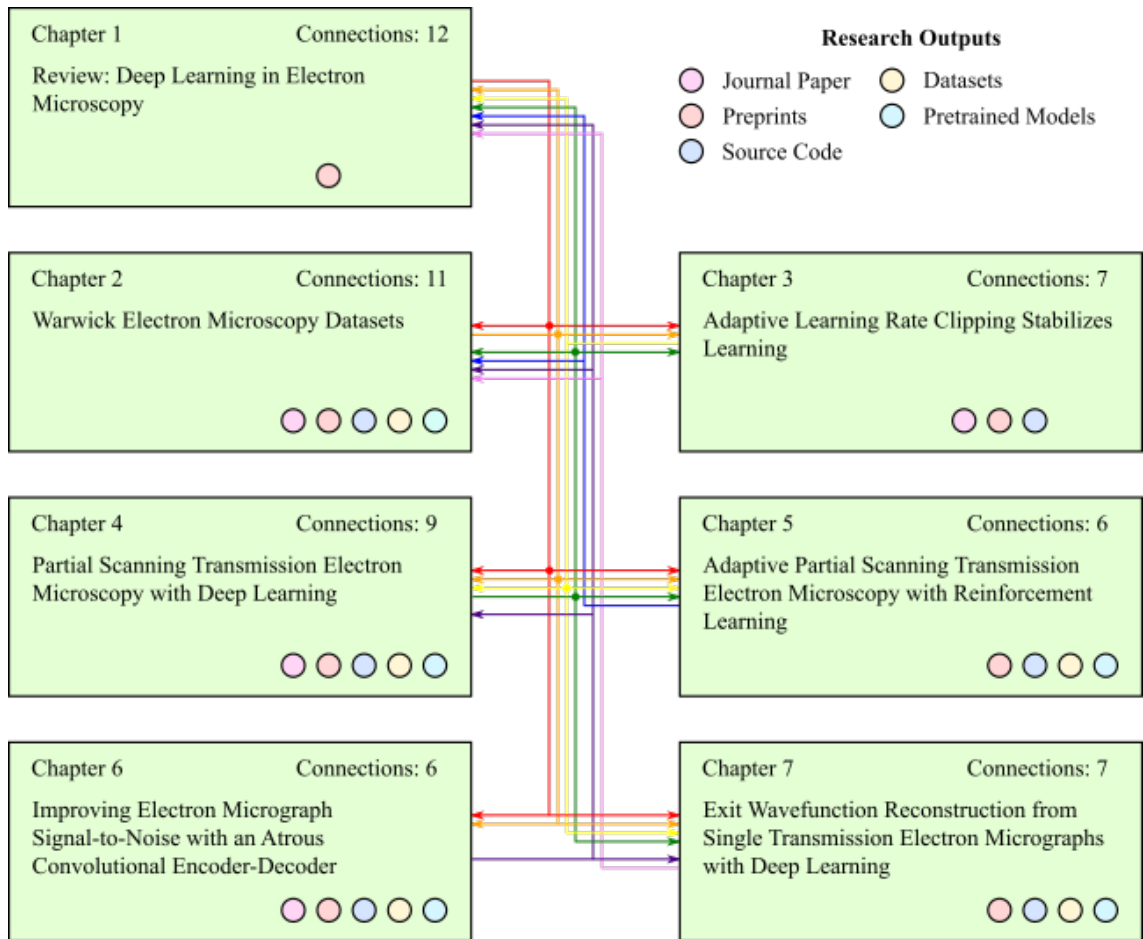 Chapter 1 Connections: 12
Review: Deep Learning in Electron
Microscopy
Research Outputs
Journal Paper Datasets
Preprints Pretrained Models
Source Code
Chapter 2 Connections: 11
Warwick Electron Microscopy Datasets
Chapter 3 Connections: 7
Adaptive Learning Rate Clipping Stabilizes
Learning
Chapter 4 Connections: 9
Partial Scanning Transmission Electron
Microscopy with Deep Learning
Chapter 5 Connections: 6
Adaptive Partial Scanning Transmission
Electron Microscopy with Reinforcement
Learning
Chapter 6 Connections: 6
Improving Electron Micrograph
Signal-to-Noise with an Atrous
Convolutional Encoder-Decoder
Chapter 7 Connections: 7
Exit Wavefunction Reconstruction from
Single Transmission Electron Micrographs
with Deep Learning